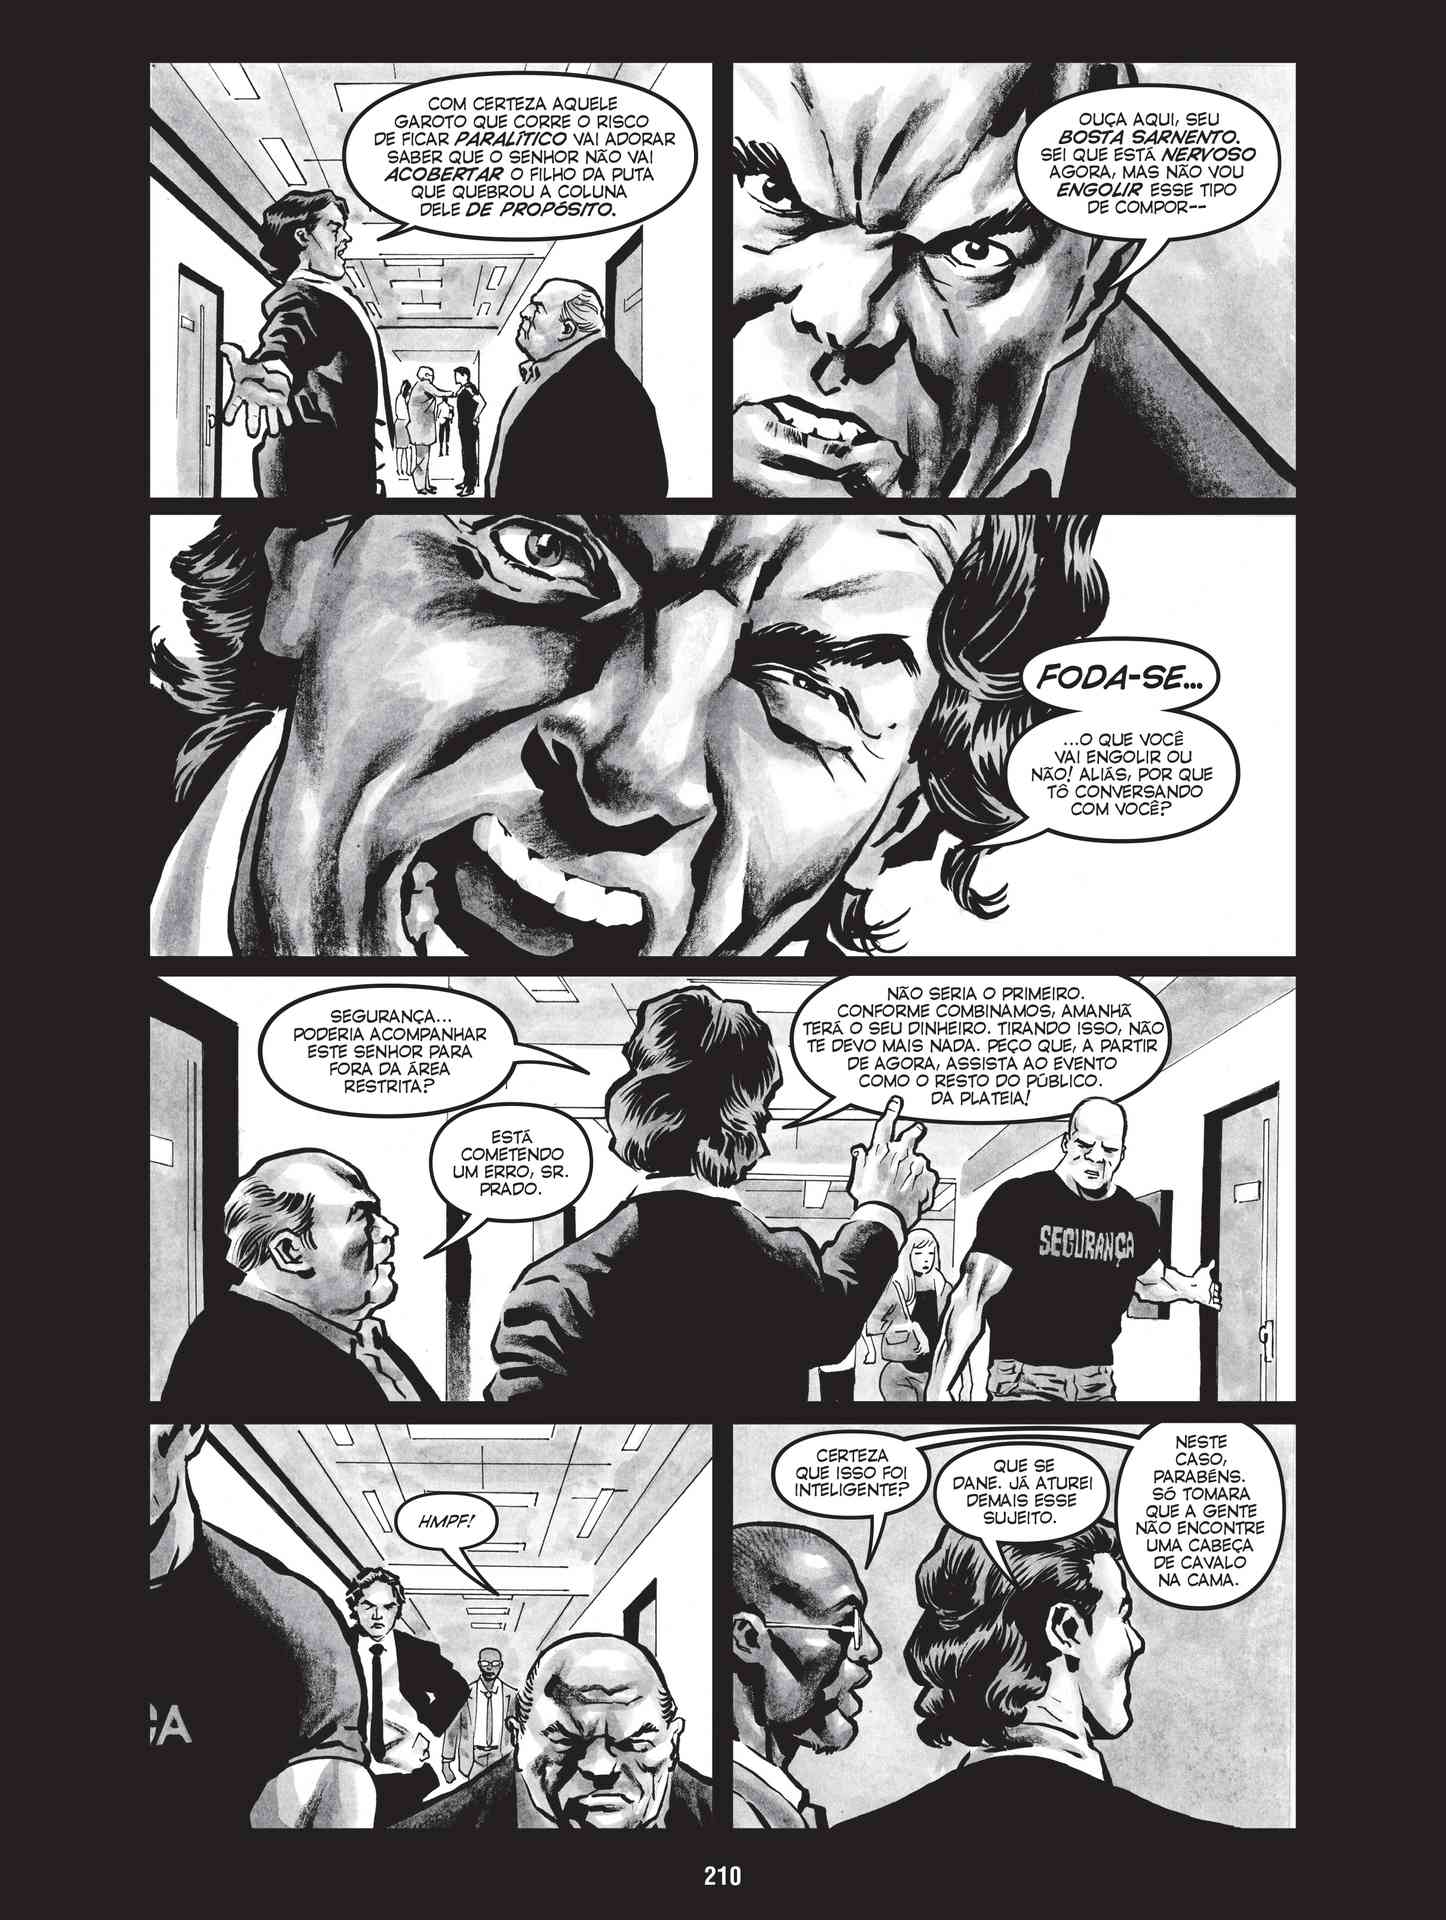 COM CERTEZA AQUELE
GAROTO QUE CORRE O RISCO
DE FICAR PARALÍTICO VAI ADORAR
SABER QUE O SENHOR NÃO VAI
ACOBERTAR O FILHO DA PUTA
QUE QUEBROU A COLUNA
DELE DE PROPÓSITO.
OUÇA AQUI, SEU
BOSTA SARNENTO.
SEI QUE ESTÁ NERVOSO
AGORA, MAS NÃO VOU
ENGOLIR ESSE TIPO
DE COMPOR--
FODA-SE...
...O QUE VOCÊ
VAI ENGOLIR OU
NÃO! ALIÁS, POR QUE
TÔ CONVERSANDO
COM VOCÊ?
SEGURANÇA...
PODERIA ACOMPANHAR
ESTE SENHOR PARA
FORA DA ÁREA
RESTRITA?
ESTÁ
COMETENDO
UM ERRO, SR.
PRADO.
NÃO SERIA O PRIMEIRO.
CONFORME COMBINAMOS, AMANHÃ
TERÁ O SEU DINHEIRO. TIRANDO ISSO, NÃO
TE DEVO MAIS NADA. PEÇO QUE, A PARTIR
DE AGORA, ASSISTA AO EVENTO
COMO O RESTO DO PÚBLICO.
DA PLATEIA!
SEGURANÇA
HMPF!
ÇA
CERTEZA
QUE ISSO FOI
INTELIGENTE?
QUE SE
DANE. JÁ ATUREI
DEMAIS ESSE
SUJEITO.
NESTE
CASO,
PARABÉNS.
SÓ TOMARA
QUE A GENTE
NÃO ENCONTRE
UMA CABEÇA
DE CAVALO
NA CAMA.
210